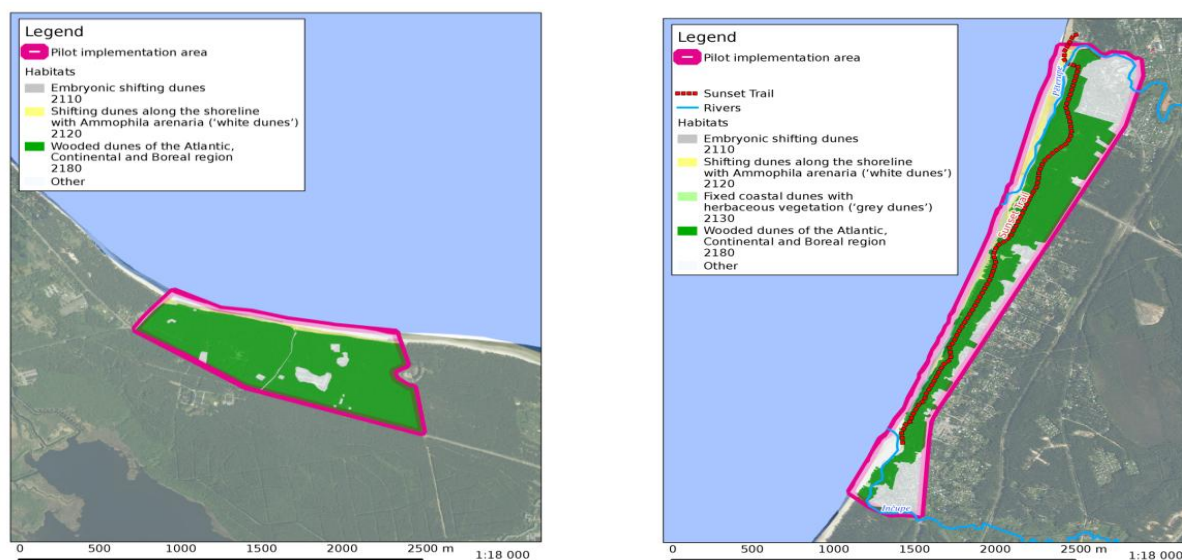 Legend
Pilot implementation area
Habitats
Embryonic shifting dunes
2110
Shifting dunes along the shoreline
with Ammophila arenaria ('white dunes')
2120
Wooded dunes of the Atlantic,
Continental and Boreal region
2180
Other
0 500 1000 1500 2000 2500 m
1:18 000
Legend
Pilot implementation area
Sunset Trail
Rivers
Habitats
Embryonic shifting dunes
2110
Shifting dunes along the shoreline
with Ammophila arenaria ('white dunes')
2120
Fixed coastal dunes with
herbaceous vegetation ('grey dunes')
2130
Wooded dunes of the Atlantic,
Continental and Boreal region
2180
Other
Pēterupe
Sunset Trail
Inčupe
0 500 1000 1500 2000 2500 m
1:18 000